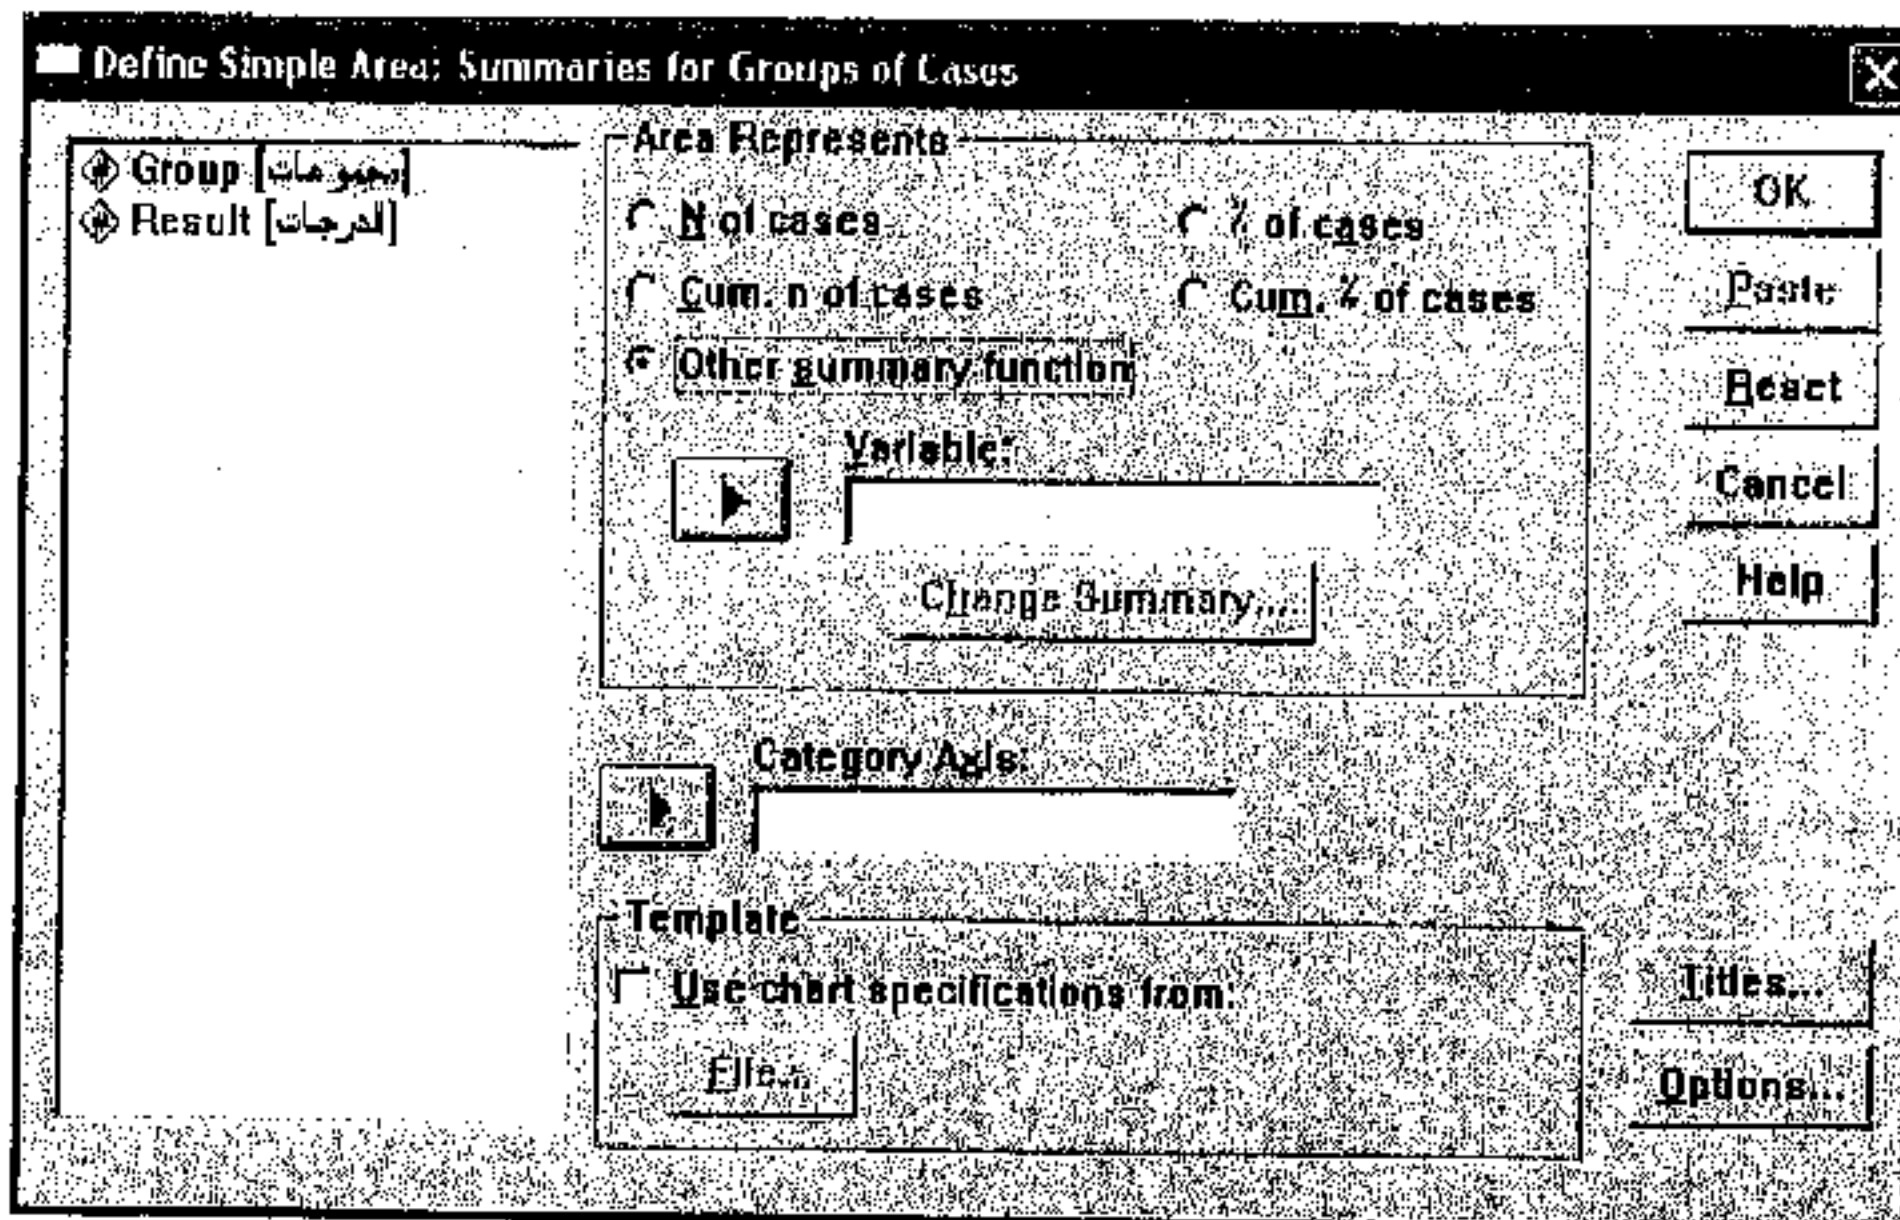 Define Simple Area: Summaries for Groups of Cases
Group [مجموعات]
Result [الدرجات]
Area Represents
N of cases
% of cases
Cum. n of cases
Cum. % of cases
Other summary function
Variable:
Change Summary...
Category Axis:
Template
Use chart specifications from:
File...
OK
Paste
Reset
Cancel
Help
Titles...
Options...